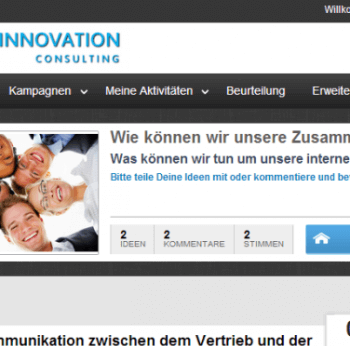 Willko
INNOVATION
CONSULTING
Kampagnen Meine Aktivitäten Beurteilung Erweite
Wie können wir unsere Zusamm
Was können wir tun um unsere interne
Bitte teile Deine Ideen mit oder kommentiere und be
2 2 2
IDEEN KOMMENTARE STIMMEN
mmunikation zwischen dem Vertrieb und der